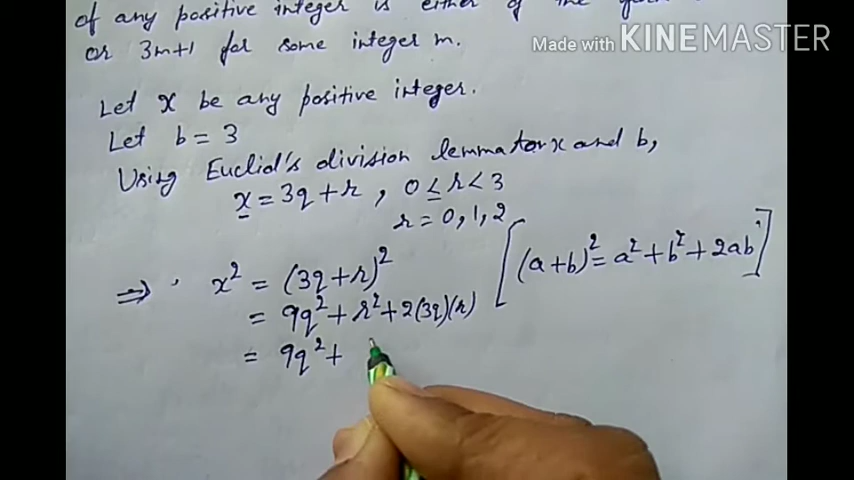 of any positive integer is either of the form
or 3m+1 for some integer m.
Made with KINEMASTER
Let x be any positive integer.
Let b = 3
Using Euclid's division lemma to x and b,
x = 3q + r , 0 ≤ r < 3
r = 0, 1, 2
⇒ x² = (3q + r)² [(a+b)² = a² + b² + 2ab]
= 9q² + r² + 2(3q)(r)
= 9q² +